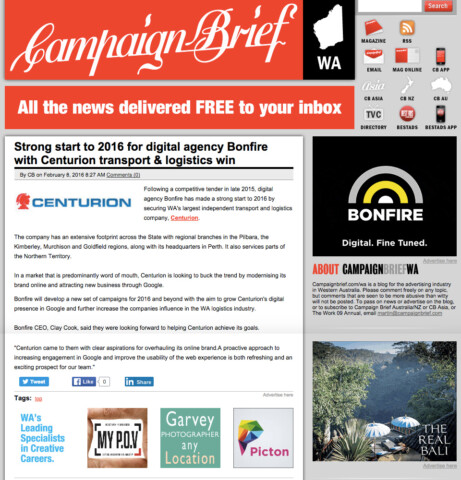 Campaign Brief
WA
Search
MAGAZINE
RSS
EMAIL
MAG ONLINE
CB APP
Asia
CB ASIA
CB NZ
CB AU
TVC
DIRECTORY
BESTADS
BESTADS APP
All the news delivered FREE to your inbox
Strong start to 2016 for digital agency Bonfire
with Centurion transport & logistics win
By CB on February 8, 2016 8:27 AM Comments (0)
CENTURION
Following a competitive tender in late 2015, digital
agency Bonfire has made a strong start to 2016 by
securing WA's largest independent transport and logistics
company, Centurion.
The company has an extensive footprint across the State with regional branches in the Pilbara, the
Kimberley, Murchison and Goldfield regions, along with its headquarters in Perth. It also services parts of
the Northern Territory.
In a market that is predominantly word of mouth, Centurion is looking to buck the trend by modernising its
brand online and attracting new business through Google.
Bonfire will develop a new set of campaigns for 2016 and beyond with the aim to grow Centurion's digital
presence in Google and further increase the companies influence in the WA logistics industry.
Bonfire CEO, Clay Cook, said they were looking forward to helping Centurion achieve its goals.
"Centurion came to them with clear aspirations for overhauling its online brand.A proactive approach to
increasing engagement in Google and improve the usability of the web experience is both refreshing and an
exciting prospect for our team."
Tweet
Like 0
Share
Tags: top
Advertise here
WA's
Leading
Specialists
in Creative
Careers.
MY P.O.V
Garvey
PHOTOGRAPHER
any
Location
Picton
BONFIRE
Digital. Fine Tuned.
Advertise here
ABOUT CAMPAIGNBRIEFWA
Campaignbrief.com/wa is a blog for the advertising industry
in Western Australia. Please comment freely on any topic,
but comments that are seen to be more abusive than witty
will not be posted. To pass on news or advertise on the blog,
or to subscribe to Campaign Brief Australia/NZ or CB Asia, or
The Work 09 Annual, email martin@campaignbrief.com
THE
REAL
BALI
Advertise here